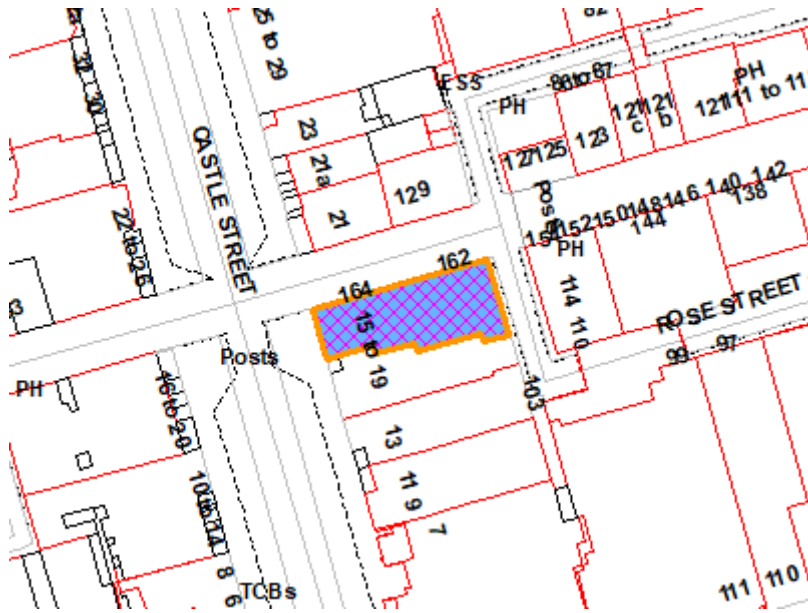 82
25 to 29
32
30
ESS
81 to 87
PH
PH
23
121
c
121
b
121
111 to 11
123
127
125
CASTLE STREET
21a
129
21
22 to 26
Posts
154
152
150
148
146
140
142
138
144
PH
162
164
114
110
ROSE STREET
15 to 19
99
97
3
Posts
PH
16 to 20
103
13
11
9
7
10 to 14
8
6
TCBs
111
110